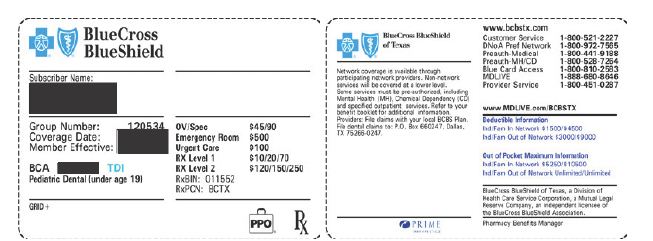 BlueCross
BlueShield
Subscriber Name:
Group Number: 120534
Coverage Date:
Member Effective:
BCA TDI
Pediatric Dental (under age 19)
GRID+
OV/Spec $45/90
Emergency Room $500
Urgent Care $100
RX Level 1 $10/20/70
RX Level 2 $120/150/250
RxBIN: 011552
RxPCN: BCTX
PPO
Rx
BlueCross BlueShield
of Texas
Network coverage is available through
participating network providers. Non-network
services will be covered at a lower level.
Some services must be pre-authorized, including
Mental Health (MH), Chemical Dependency (CD)
and specified outpatient services. Refer to your
benefit booklet for additional information.
Providers: File claims with your local BCBS Plan.
File dental claims to: P.O. Box 660247, Dallas,
TX 75266-0247.
PRIME
www.bcbstx.com
Customer Service 1-800-521-2227
DNoA Pref Network 1-800-972-7565
Preauth-Medical 1-800-441-9188
Preauth-MH/CD 1-800-528-7264
Blue Card Access 1-800-810-2583
MDLIVE 1-888-680-8646
Provider Service 1-800-451-0287
www.MDLIVE.com/BCBSTX
Deductible Information
Ind/Fam In Network $1500/$4500
Ind/Fam Out of Network $3000/$9000
Out of Pocket Maximum Information
Ind/Fam In Network $5250/$10500
Ind/Fam Out of Network Unlimited/Unlimited
BlueCross BlueShield of Texas, a Division of
Health Care Service Corporation, a Mutual Legal
Reserve Company, an Independent licensee of
the BlueCross BlueShield Association.
Pharmacy Benefits Manager